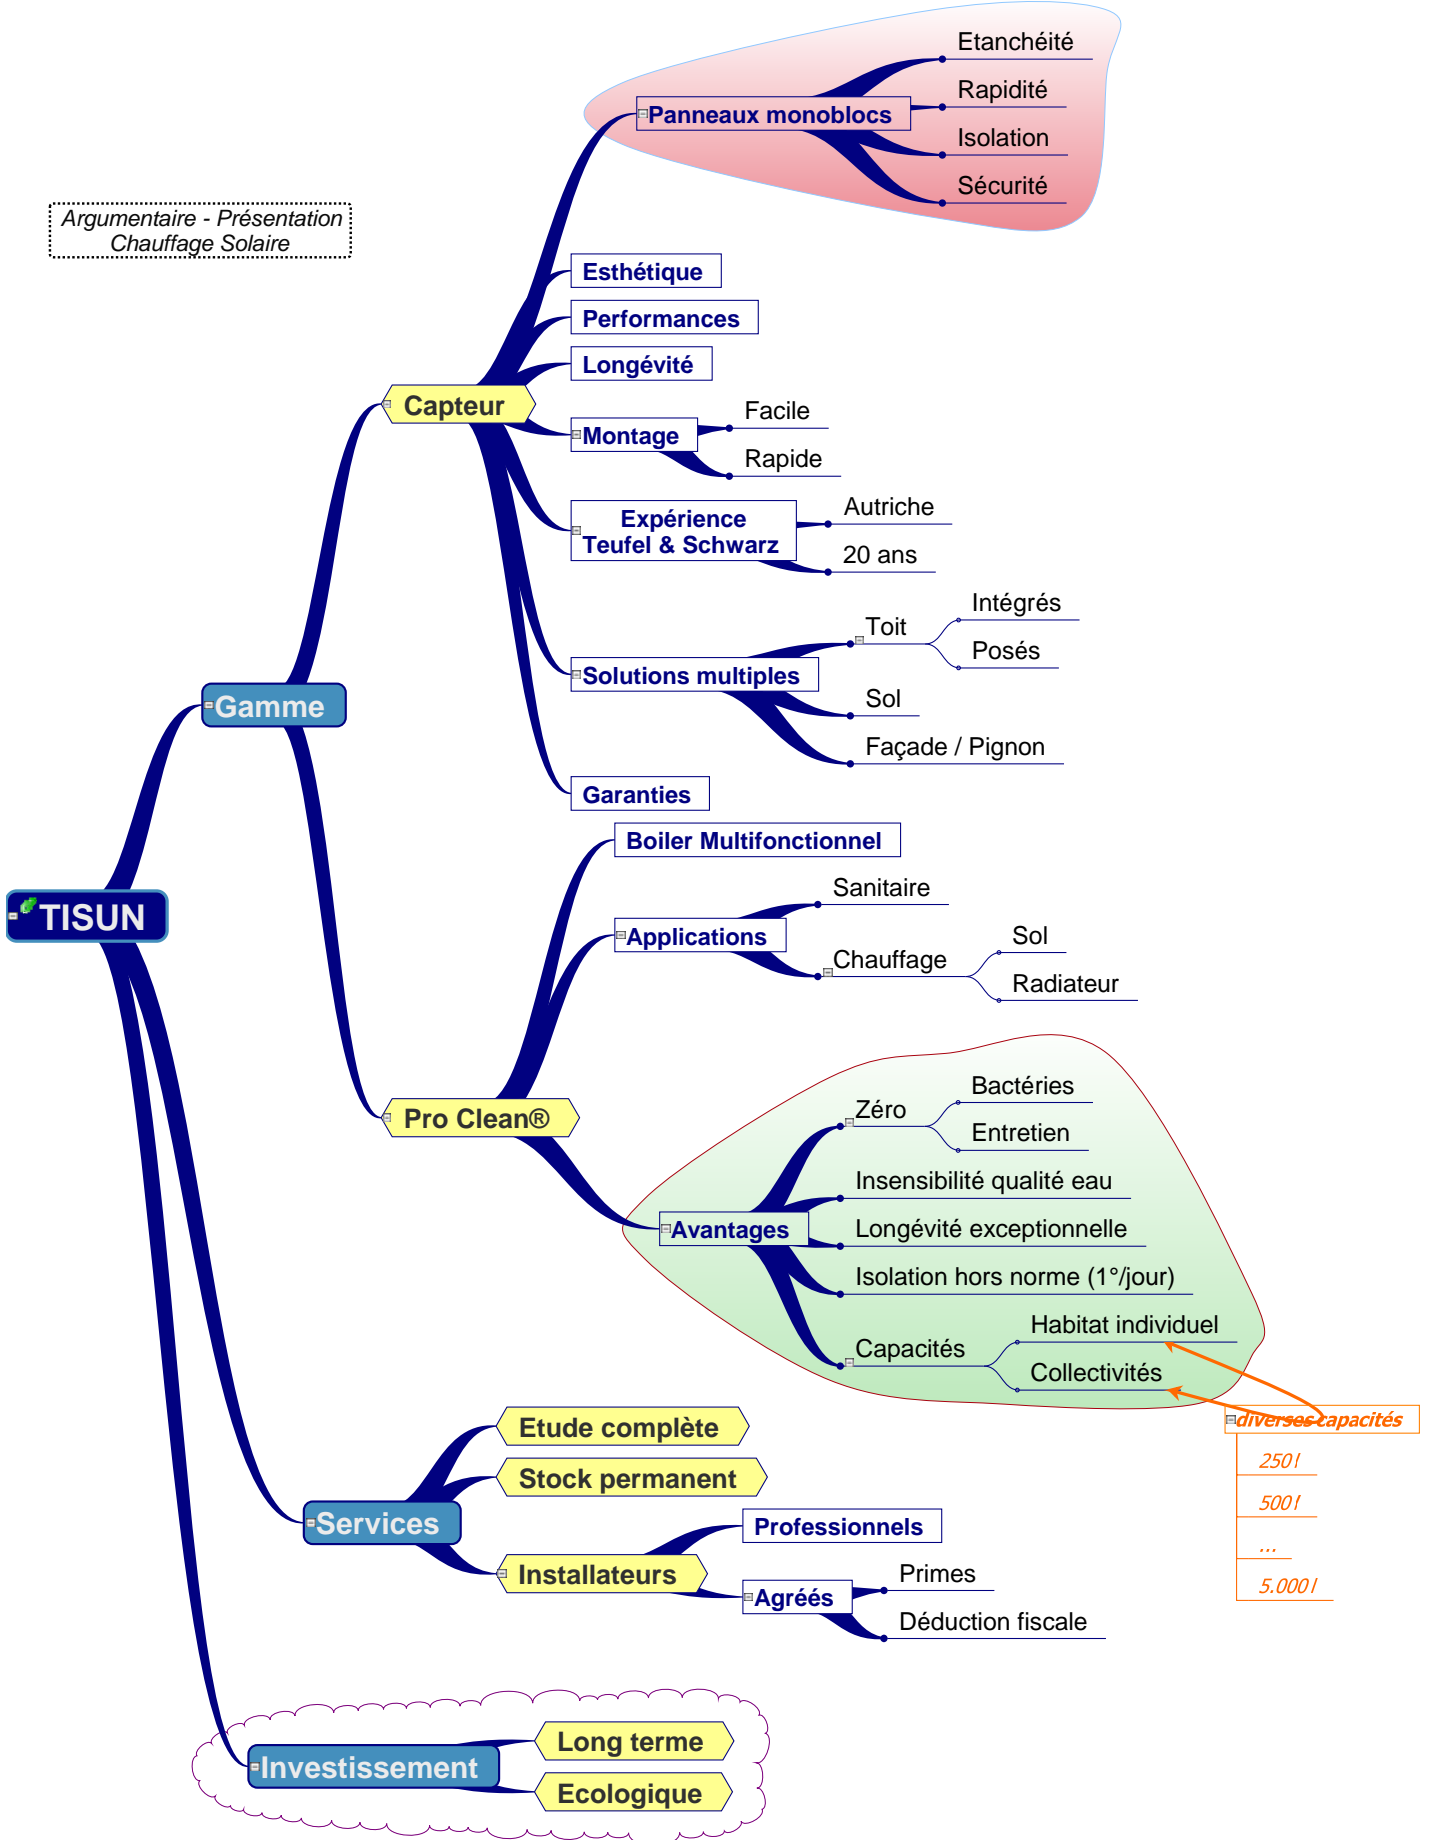 Argumentaire - Présentation
Chauffage Solaire
TISUN
Gamme
Capteur
Panneaux monoblocs
Etanchéité
Rapidité
Isolation
Sécurité
Esthétique
Performances
Longévité
Montage
Facile
Rapide
Expérience
Teufel & Schwarz
Autriche
20 ans
Solutions multiples
Toit
Intégrés
Posés
Sol
Façade / Pignon
Garanties
Pro Clean®
Boiler Multifonctionnel
Applications
Sanitaire
Chauffage
Sol
Radiateur
Avantages
Zéro
Bactéries
Entretien
Insensibilité qualité eau
Longévité exceptionnelle
Isolation hors norme (1°/jour)
Capacités
Habitat individuel
Collectivités
diverses capacités
250 l
500 l
...
5.000 l
Services
Etude complète
Stock permanent
Installateurs
Professionnels
Agréés
Primes
Déduction fiscale
Investissement
Long terme
Ecologique